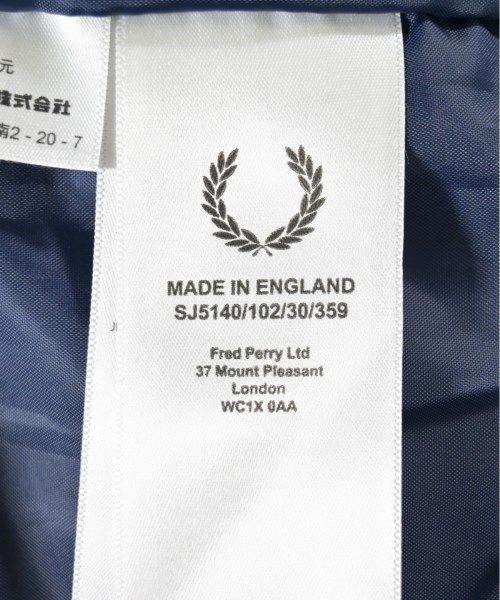 元
株式会社
南2-20-7
MADE IN ENGLAND
SJ5140/102/30/359
Fred Perry Ltd
37 Mount Pleasant
London
WC1X 0AA